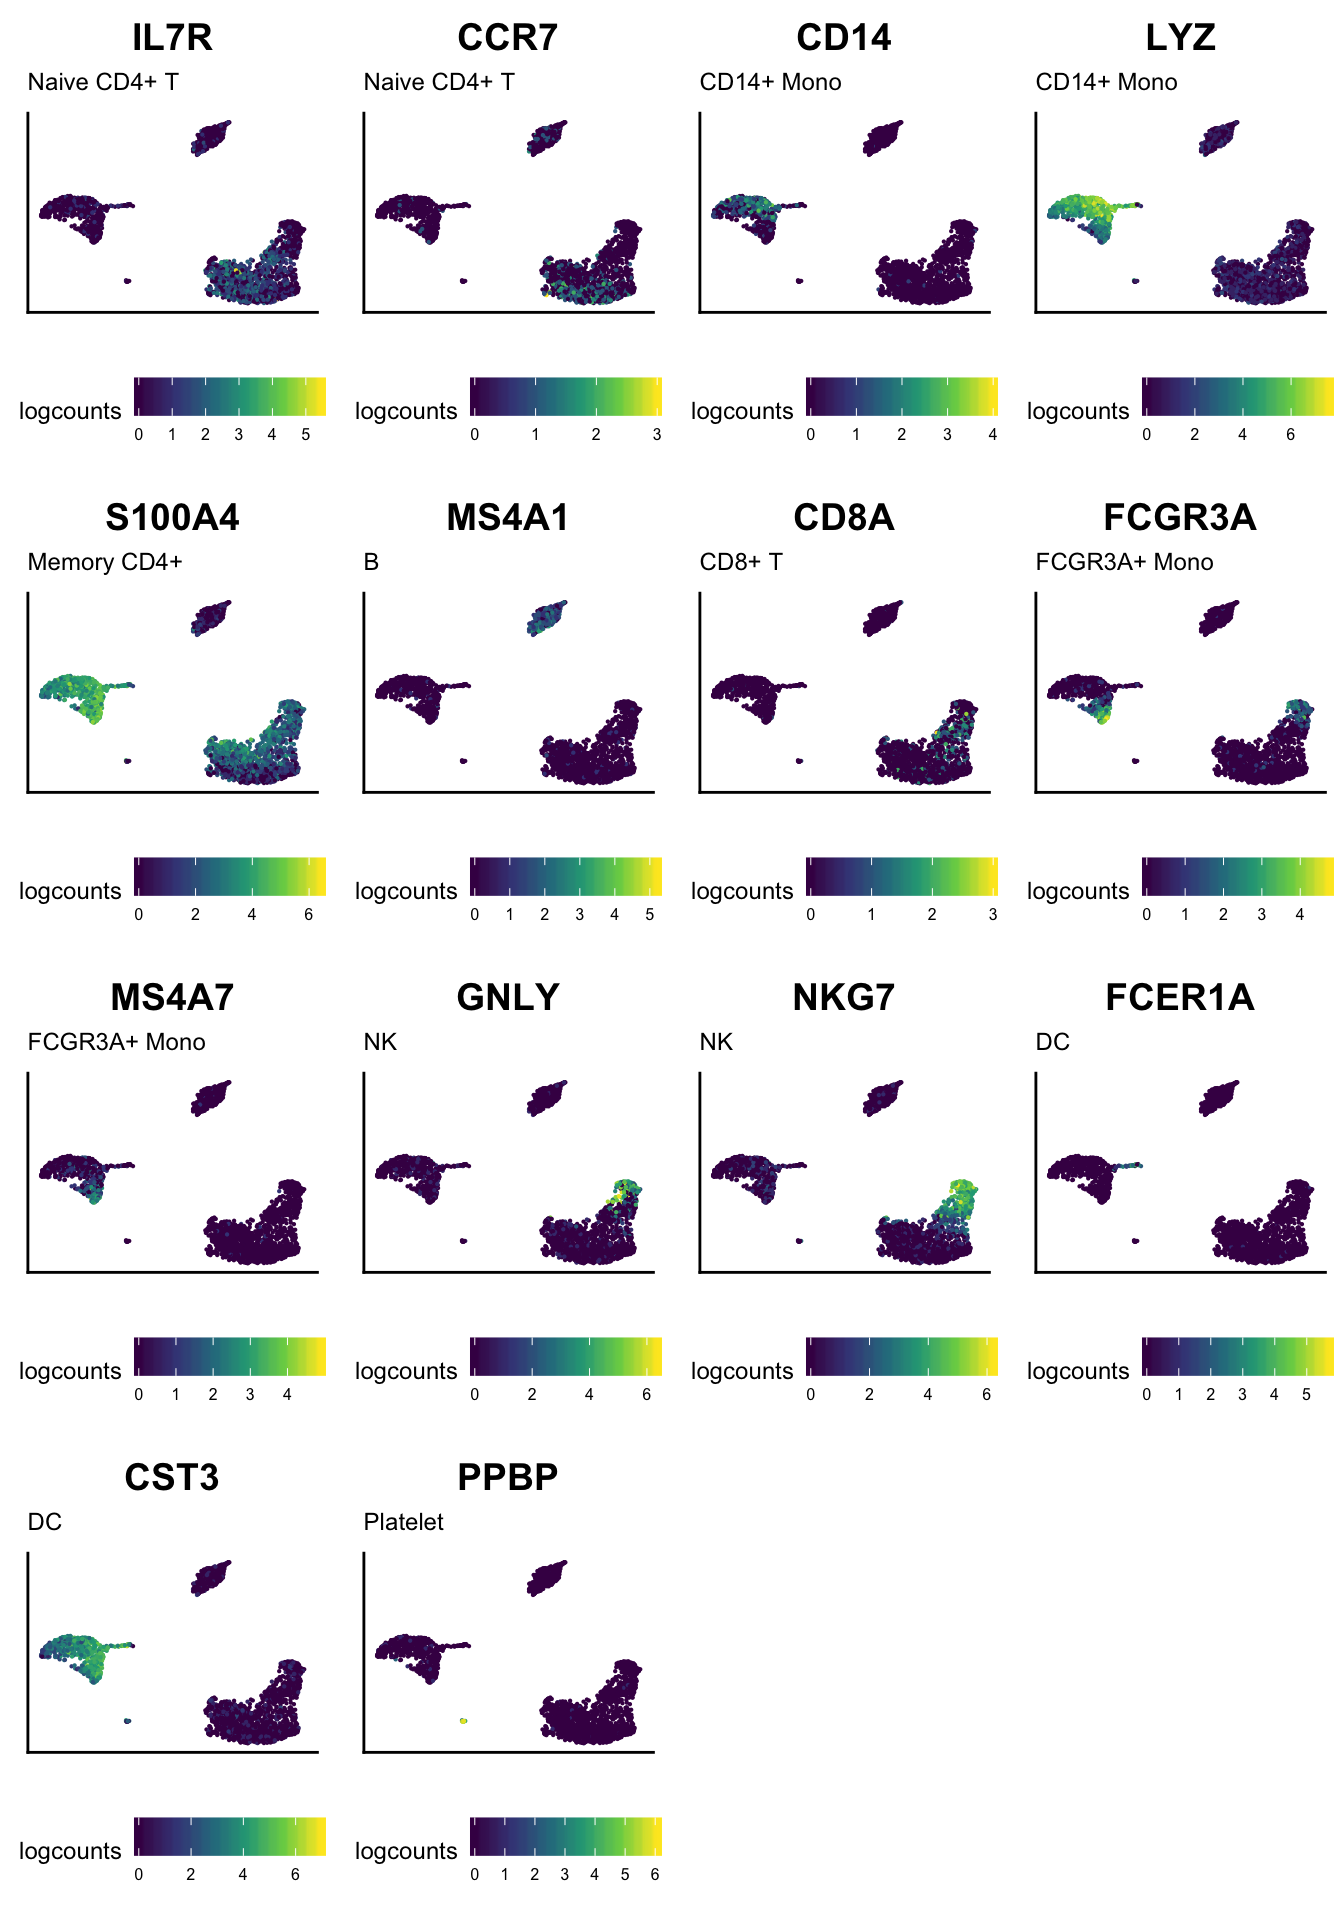 IL7R CCR7 CD14 LYZ
Naive CD4+ T Naive CD4+ T CD14+ Mono CD14+ Mono
logcounts logcounts logcounts logcounts
0 1 2 3 4 5 0 1 2 3 0 1 2 3 4 0 2 4 6
S100A4 MS4A1 CD8A FCGR3A
Memory CD4+ B CD8+ T FCGR3A+ Mono
logcounts logcounts logcounts logcounts
0 2 4 6 0 1 2 3 4 5 0 1 2 3 0 1 2 3 4
MS4A7 GNLY NKG7 FCER1A
FCGR3A+ Mono NK NK DC
logcounts logcounts logcounts logcounts
0 1 2 3 4 0 2 4 6 0 2 4 6 0 1 2 3 4 5
CST3 PPBP
DC Platelet
logcounts logcounts
0 2 4 6 0 1 2 3 4 5 6